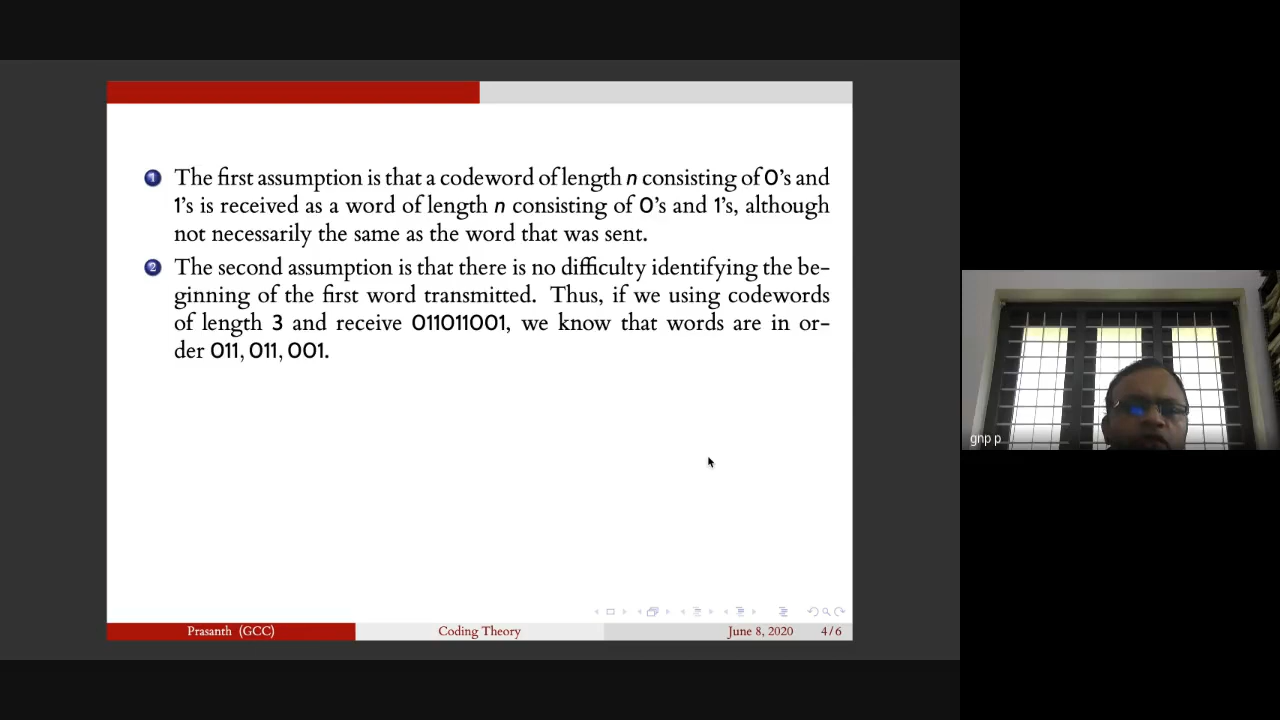 1 The first assumption is that a codeword of length n consisting of 0's and
1's is received as a word of length n consisting of 0's and 1's, although
not necessarily the same as the word that was sent.
2 The second assumption is that there is no difficulty identifying the be-
ginning of the first word transmitted. Thus, if we using codewords
of length 3 and receive 011011001, we know that words are in or-
der 011, 011, 001.
gnp p
Prasanth (GCC) Coding Theory June 8, 2020 4/6